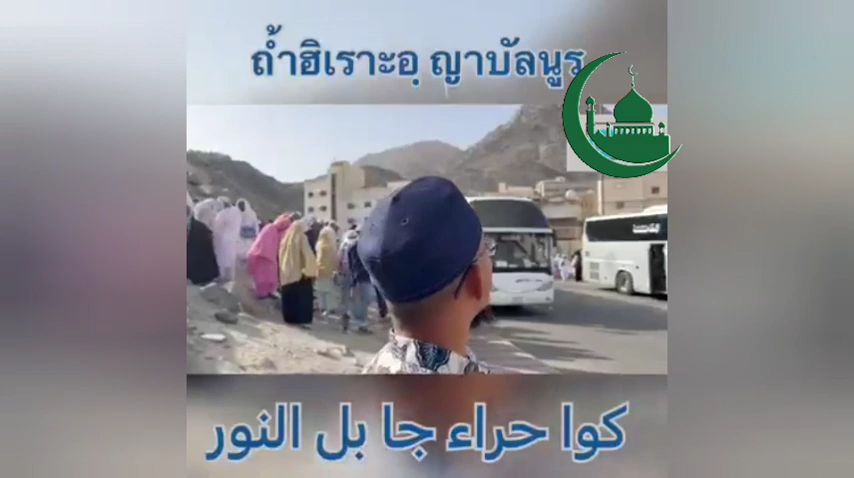 ถ้ำฮิเราะอฺ ญาบัลนูร
كوا حراء جا بل النور